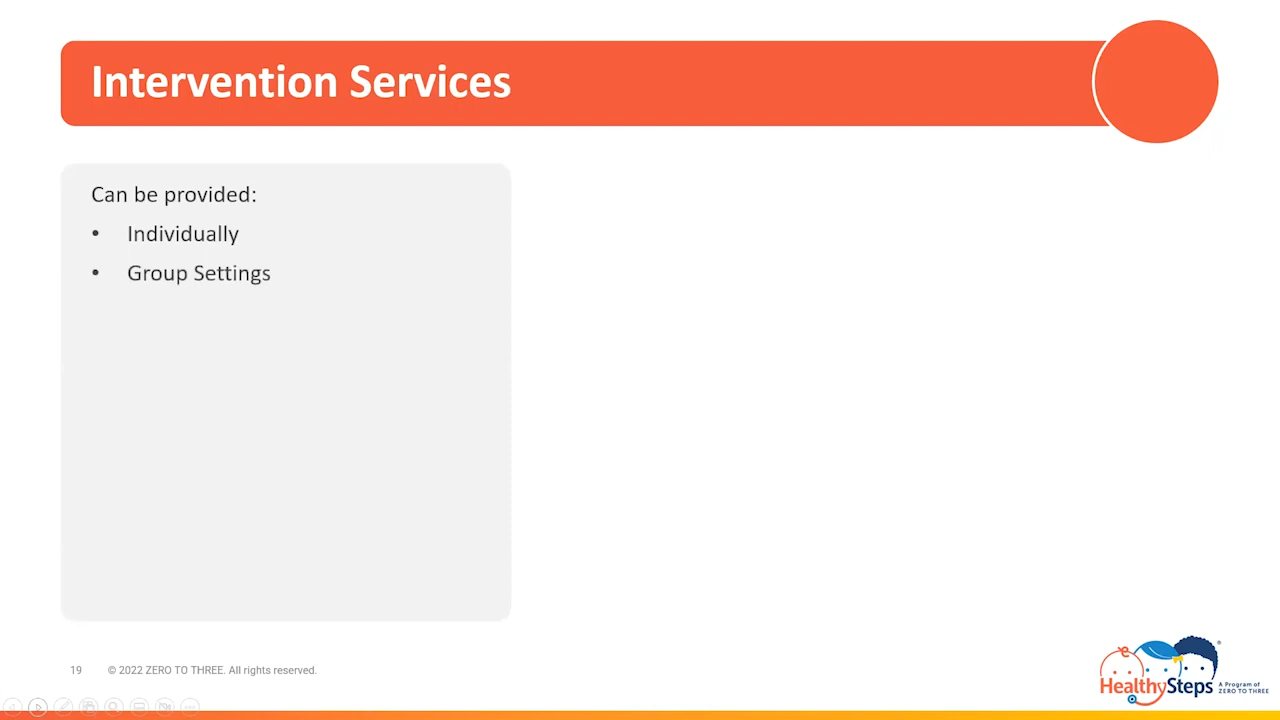 Intervention Services
Can be provided:
• Individually
• Group Settings
19 © 2022 ZERO TO THREE. All rights reserved.
HealthySteps
®
A Program of
ZERO TO THREE